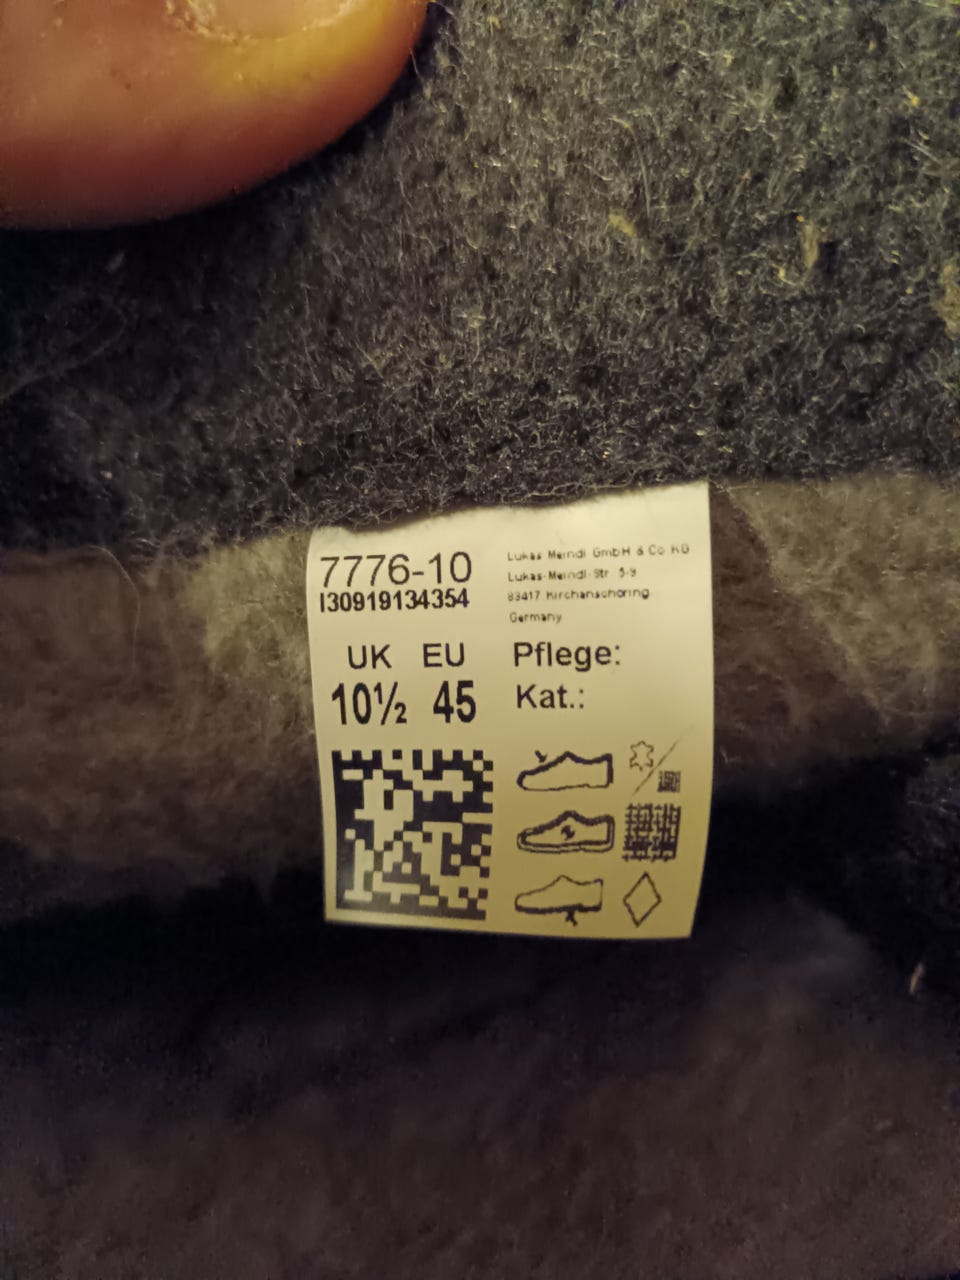 7776-10
I30919134354
UK EU
10½ 45
Lukas Meindl GmbH & Co. KG
Lukas-Meindl-Str. 5-9
83417 Kirchanschöring
Germany
Pflege:
Kat.: